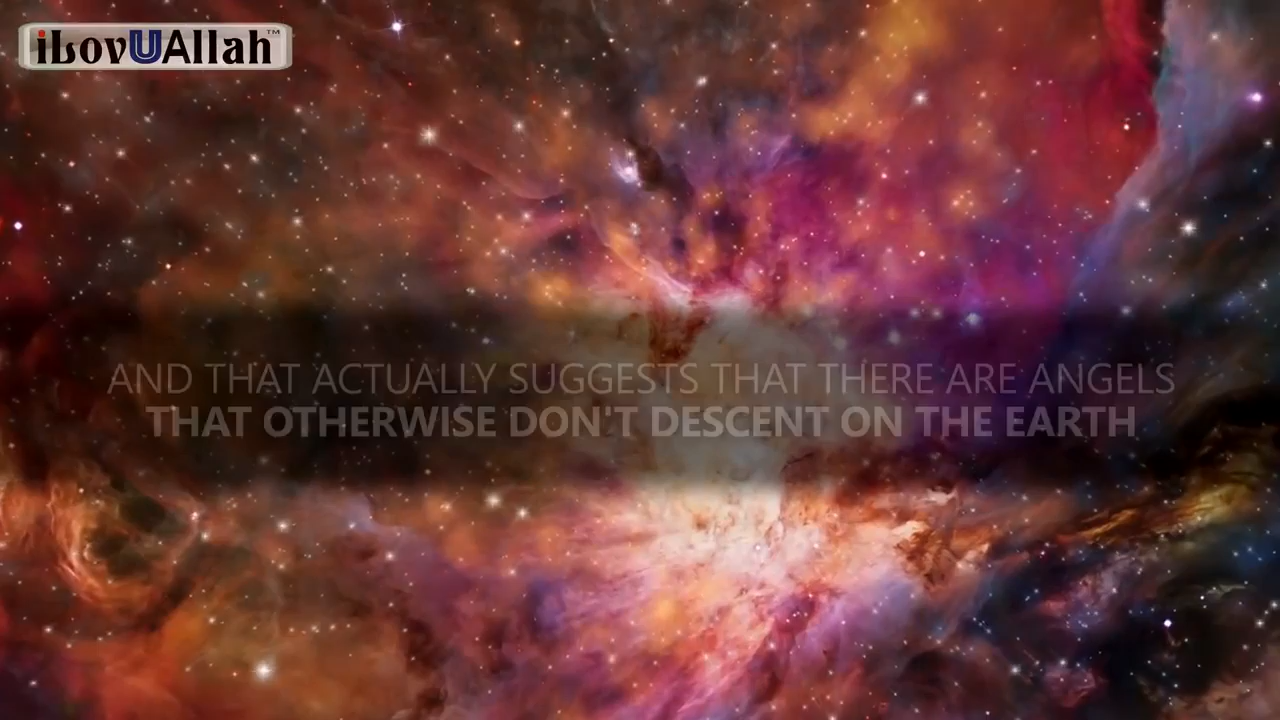 iLovUAllah™
AND THAT ACTUALLY SUGGESTS THAT THERE ARE ANGELS
THAT OTHERWISE DON'T DESCENT ON THE EARTH